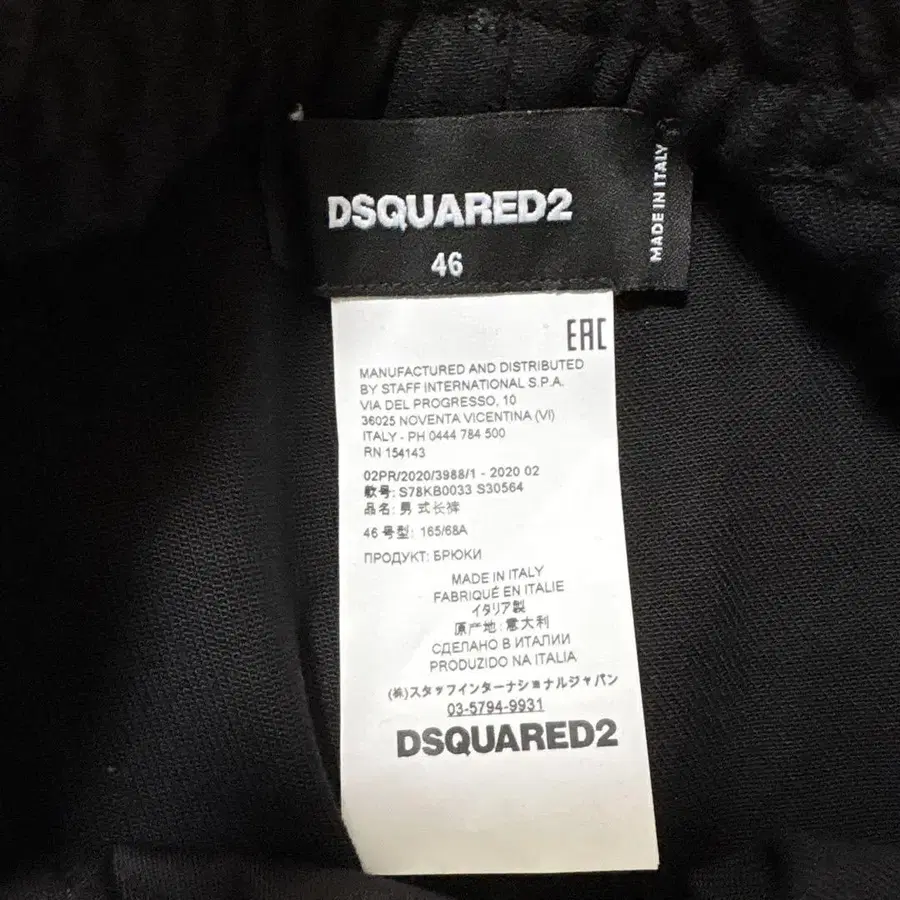 DSQUARED2
46
MADE IN ITALY
EAC
MANUFACTURED AND DISTRIBUTED
BY STAFF INTERNATIONAL S.P.A.
VIA DEL PROGRESSO, 10
36025 NOVENTA VICENTINA (VI)
ITALY - PH 0444 784 500
RN 154143
02PR/2020/3988/1 - 2020 02
款号: S78KB0033 S30564
品名: 男 式长裤
46 号型: 165/68A
ПРОДУКТ: БРЮКИ
MADE IN ITALY
FABRIQUÉ EN ITALIE
イタリア製
原产地: 意大利
СДЕЛАНО В ИТАЛИИ
PRODUZIDO NA ITALIA
(株)スタッフインターナショナルジャパン
03-5794-9931
DSQUARED2